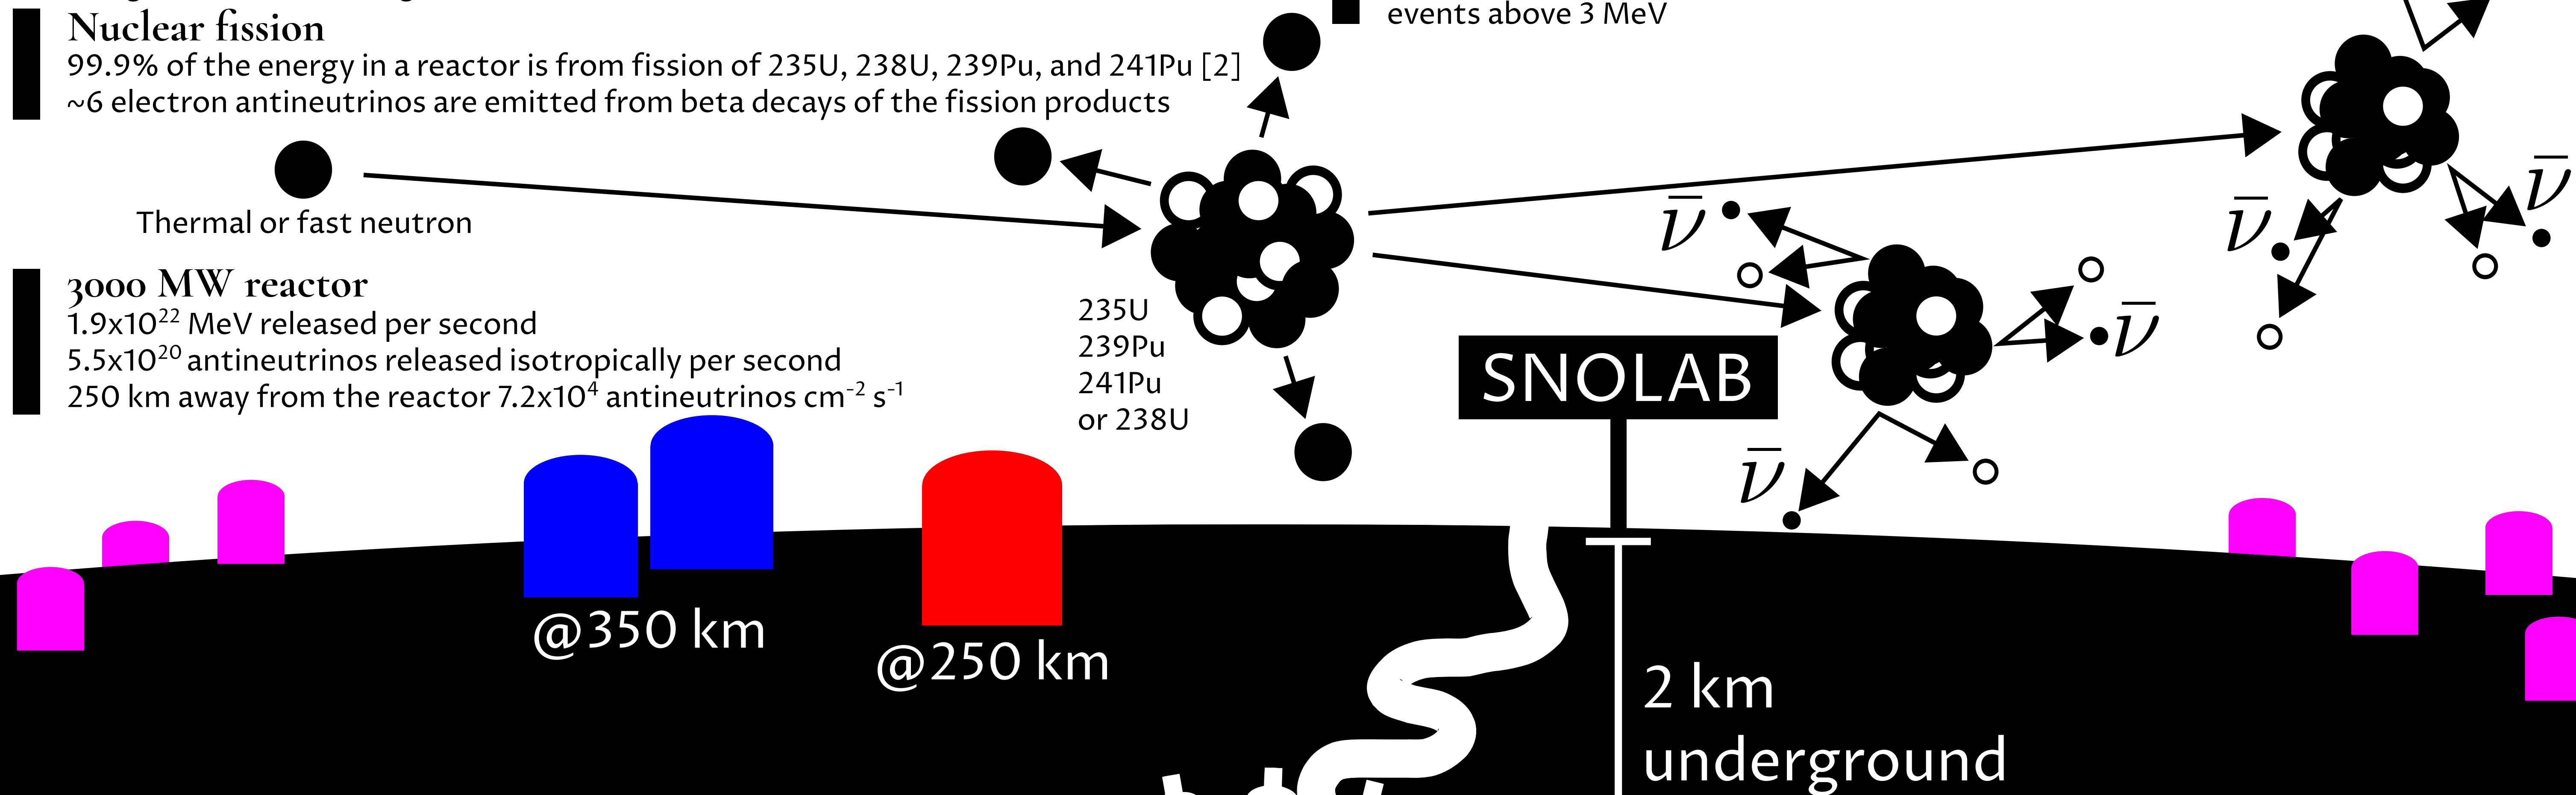 events above 3 MeV
Nuclear fission
99.9% of the energy in a reactor is from fission of 235U, 238U, 239Pu, and 241Pu [2]
~6 electron antineutrinos are emitted from beta decays of the fission products
Thermal or fast neutron
3000 MW reactor
1.9x10²² MeV released per second
5.5x10²⁰ antineutrinos released isotropically per second
250 km away from the reactor 7.2x10⁴ antineutrinos cm⁻² s⁻¹
235U
239Pu
241Pu
or 238U
ν̅
ν̅
ν̅
ν̅
ν̅
SNOLAB
@350 km
@250 km
2 km
underground